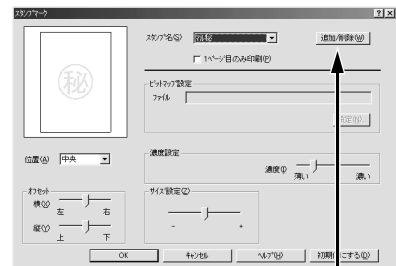 スタンプマーク
スタンプ名(S) マル秘 追加/削除(W)
1ページ目のみ印刷(P)
秘
ビットマップ設定
ファイル
設定(N)...
位置(A) 中央
濃度設定
濃度(I) 薄い 濃い
オフセット
横(X) 左 右
縦(Y) 上 下
サイズ設定(Z)
- +
OK キャンセル ヘルプ(H) 初期値にする(D)